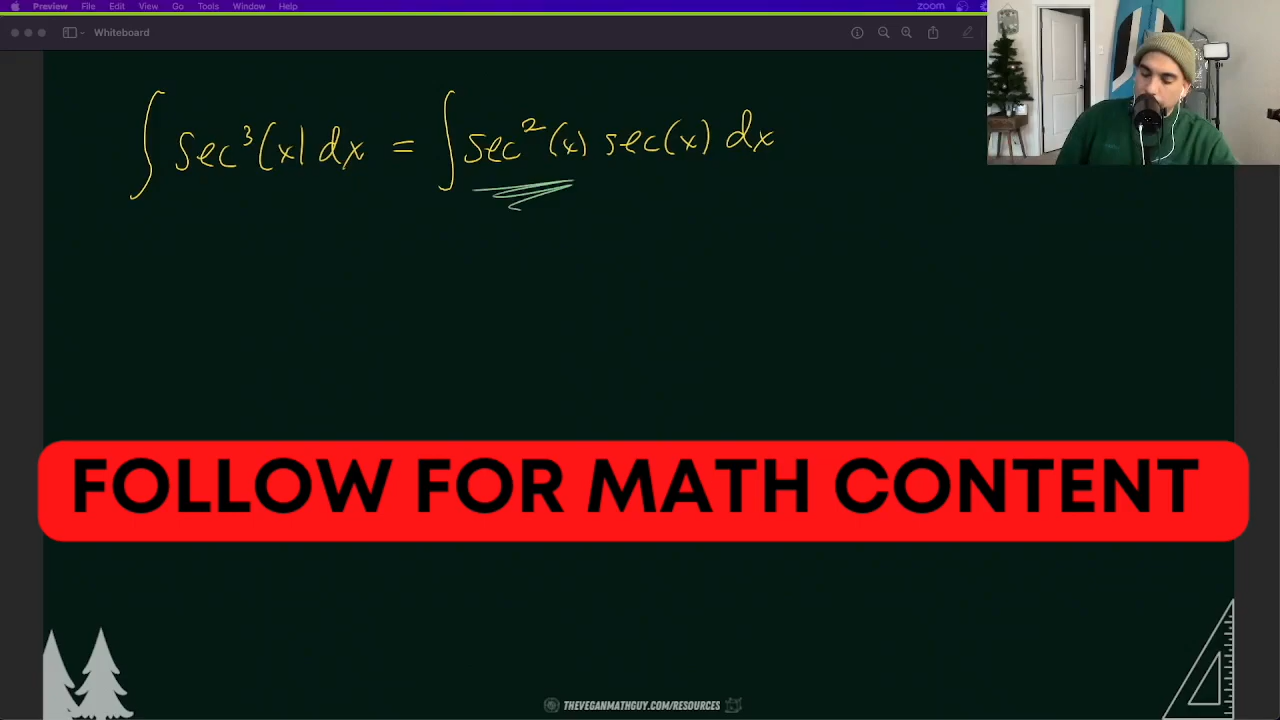 Preview File Edit View Go Tools Window Help
zoom
Whiteboard
∫ sec³(x) dx = ∫ sec²(x) sec(x) dx
FOLLOW FOR MATH CONTENT
THEVEGANMATHGUY.COM/RESOURCES